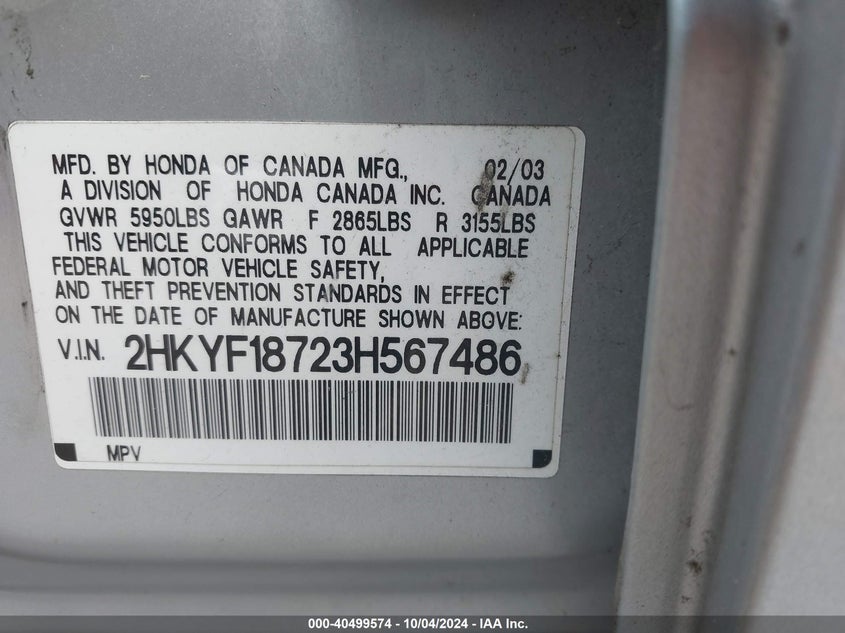 MFD. BY HONDA OF CANADA MFG., 02/03
A DIVISION OF HONDA CANADA INC. CANADA
GVWR 5950LBS GAWR F 2865LBS R 3155LBS
THIS VEHICLE CONFORMS TO ALL APPLICABLE
FEDERAL MOTOR VEHICLE SAFETY,
AND THEFT PREVENTION STANDARDS IN EFFECT
ON THE DATE OF MANUFACTURE SHOWN ABOVE:
V.I.N. 2HKYF18723H567486
MPV
000-40499574 - 10/04/2024 - IAA Inc.